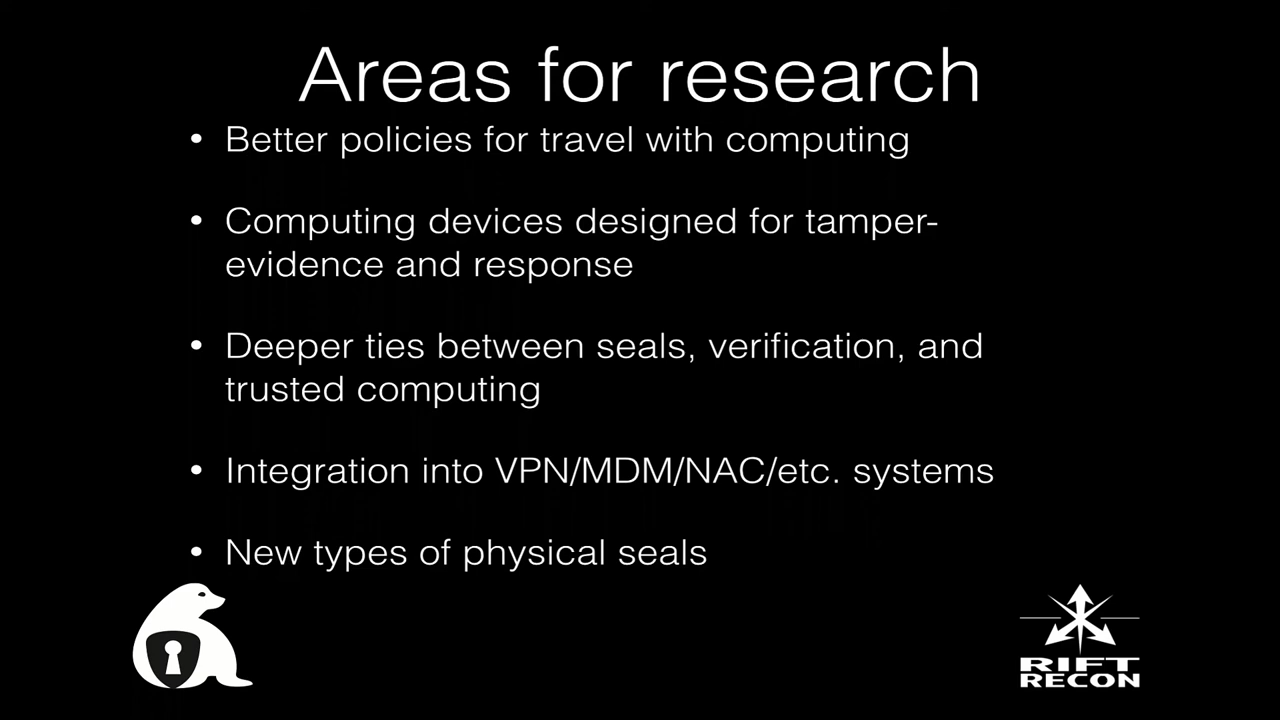 Areas for research
• Better policies for travel with computing
• Computing devices designed for tamper-
evidence and response
• Deeper ties between seals, verification, and
trusted computing
• Integration into VPN/MDM/NAC/etc. systems
• New types of physical seals
RIFT
RECON